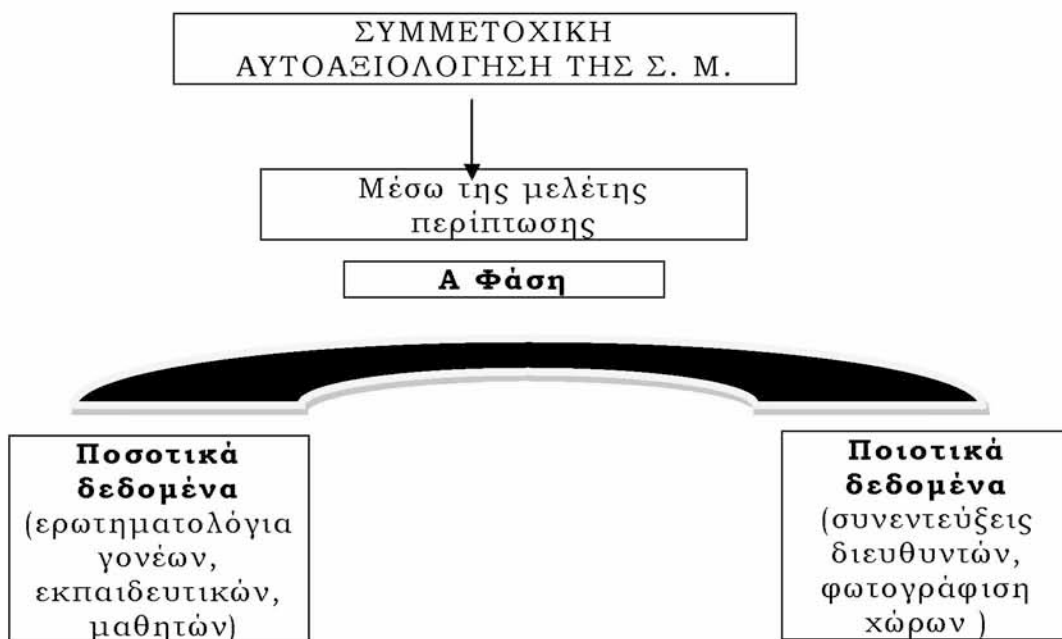 ΣΥΜΜΕΤΟΧΙΚΗ
ΑΥΤΟΑΞΙΟΛΟΓΗΣΗ ΤΗΣ Σ. Μ.
Μέσω της μελέτης
περίπτωσης
Α Φάση
Ποσοτικά
δεδομένα
(ερωτηματολόγια
γονέων,
εκπαιδευτικών,
μαθητών)
Ποιοτικά
δεδομένα
(συνεντεύξεις
διευθυντών,
φωτογράφιση
χώρων )